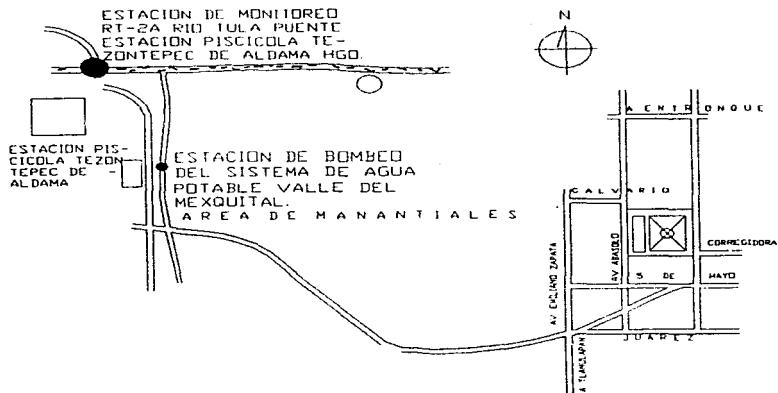 ESTACION DE MONITOREO
RT-2A RIO TULA PUENTE
ESTACION PISCICOLA TE-
ZONTEPEC DE ALDAMA HGO.
N
A ENTRONQUE
ESTACION PIS-
CICOLA TEZON
TEPEC DE -
ALDAMA
ESTACION DE BOMBEO
DEL SISTEMA DE AGUA
POTABLE VALLE DEL
MEXQUITAL.
AREA DE MANANTIALES
CALVARIO
CORREGIDORA
AV. EMILIANO ZAPATA
AV. ABASOLO
5 DE MAYO
JUAREZ